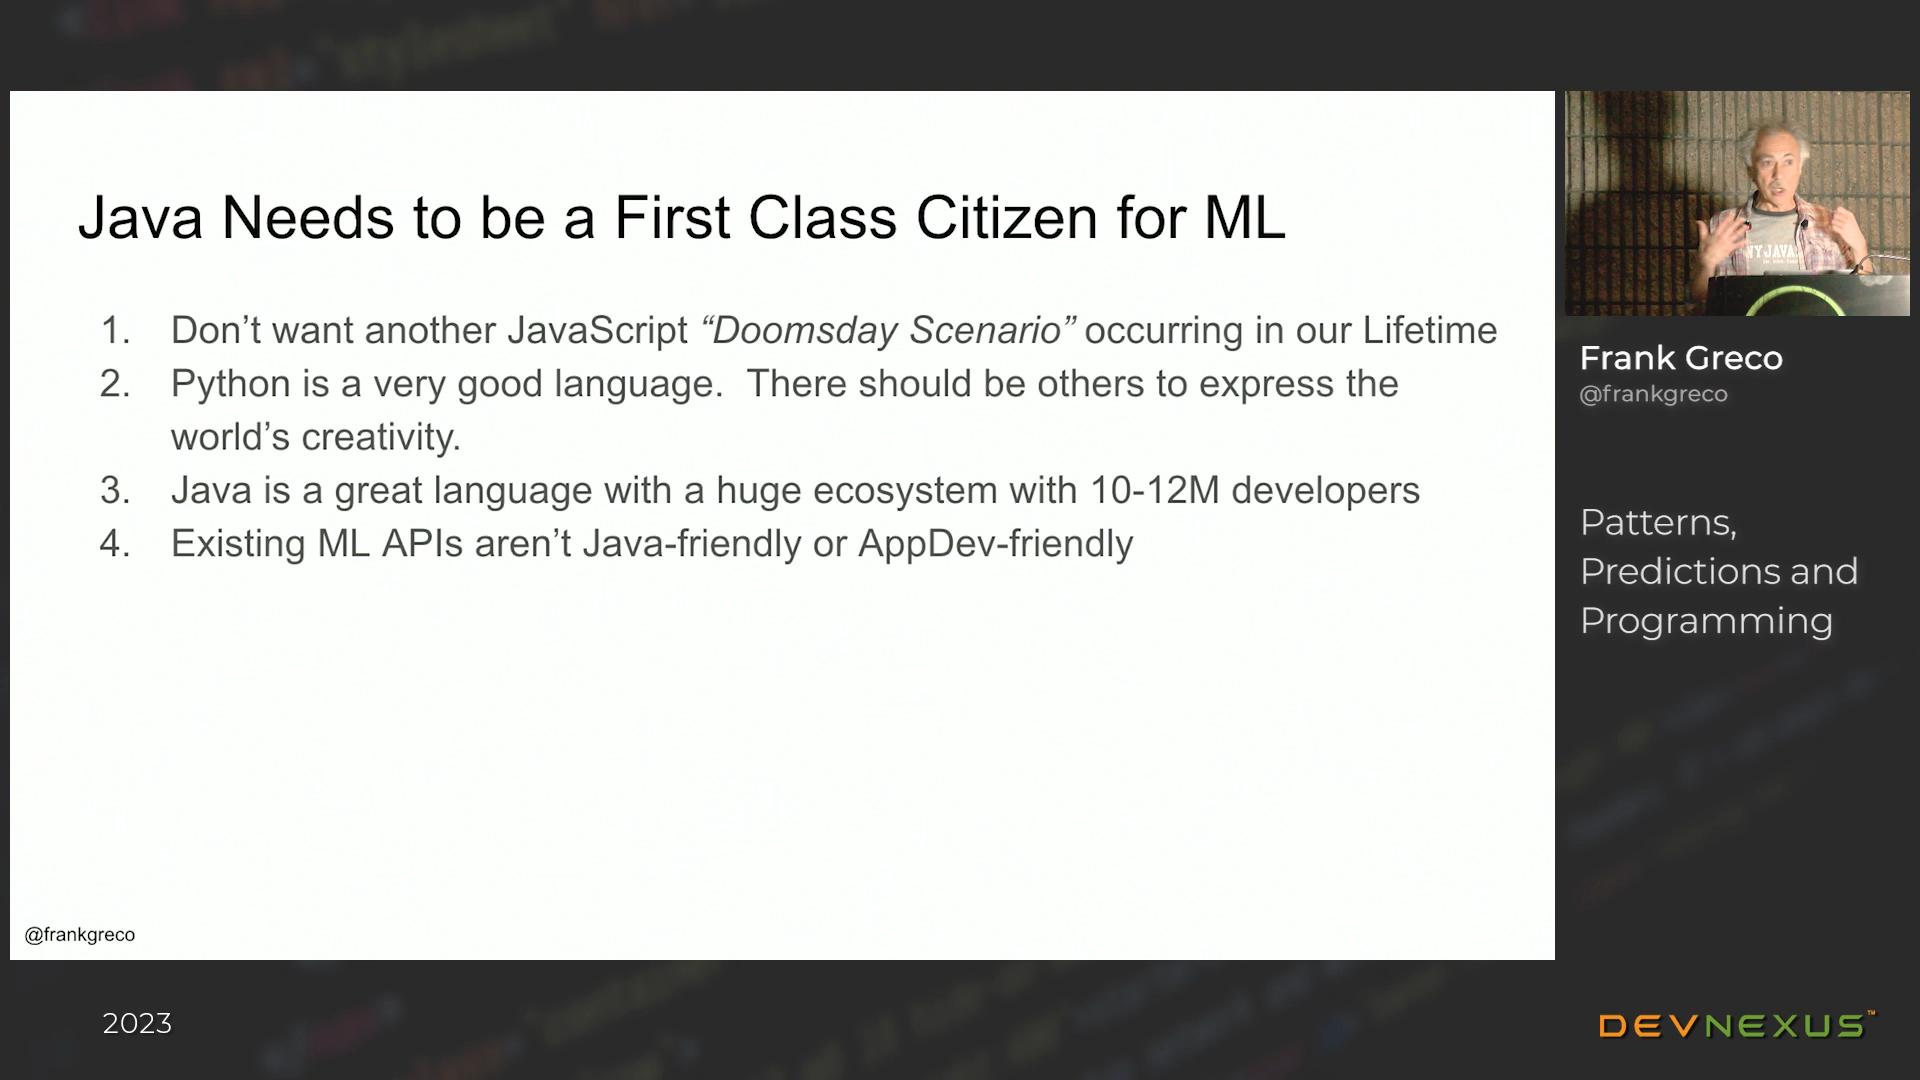 Java Needs to be a First Class Citizen for ML
1. Don’t want another JavaScript “Doomsday Scenario” occurring in our Lifetime
2. Python is a very good language.  There should be others to express the
world’s creativity.
3. Java is a great language with a huge ecosystem with 10-12M developers
4. Existing ML APIs aren’t Java-friendly or AppDev-friendly
@frankgreco
NYJAVA
Frank Greco
@frankgreco
Patterns,
Predictions and
Programming
2023
DEVNEXUS™